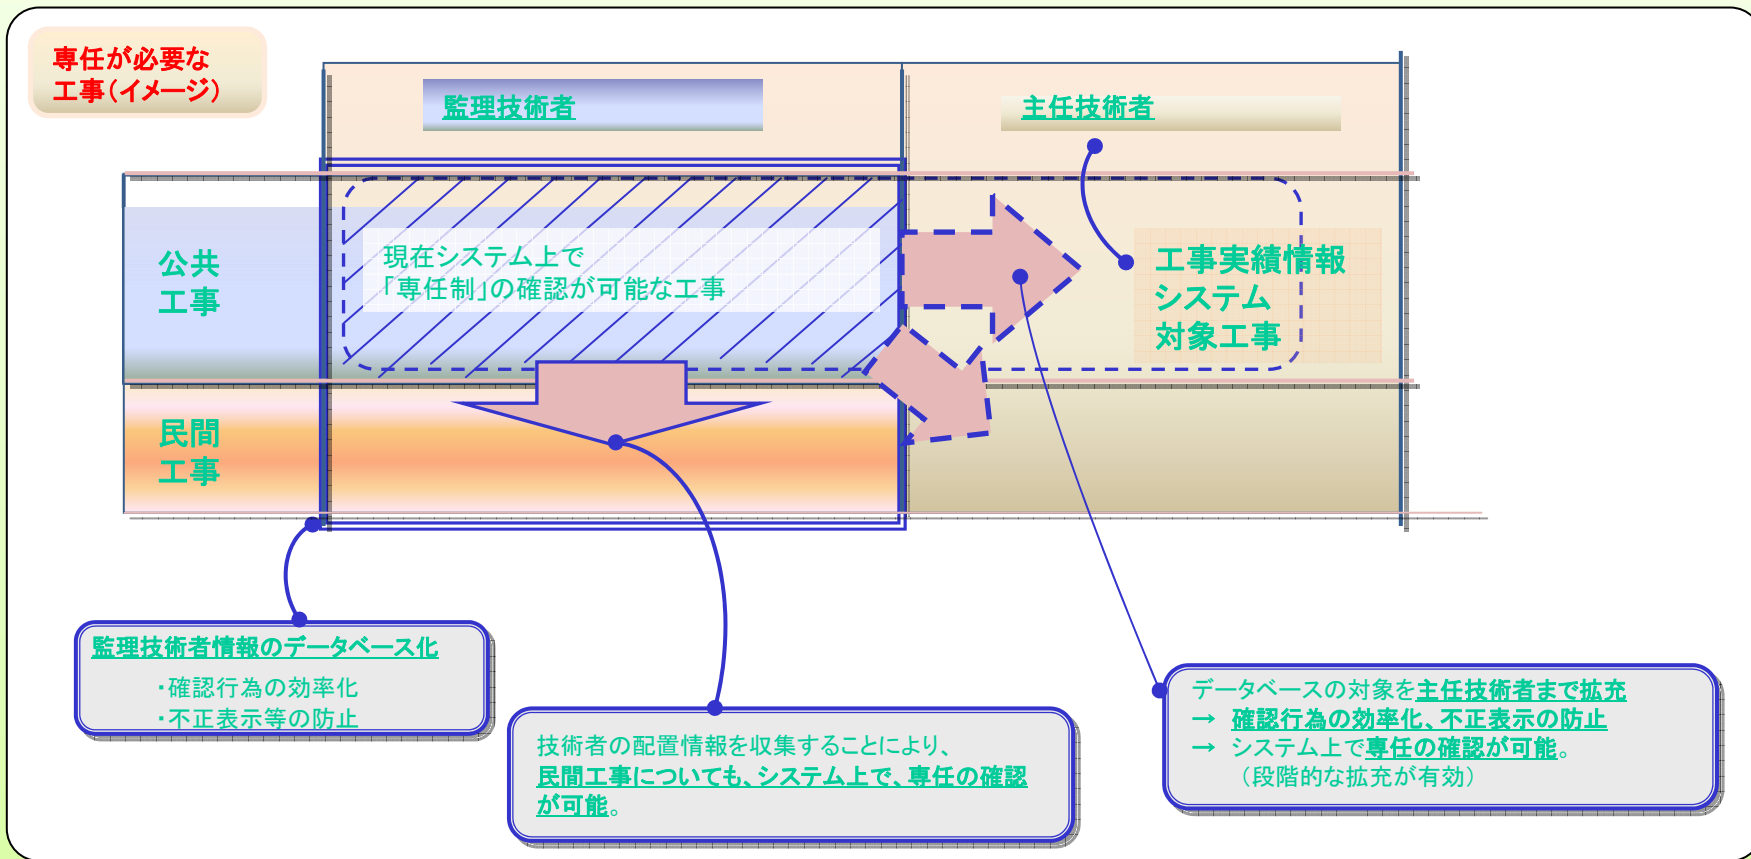 専任が必要な
工事（イメージ）
監理技術者
主任技術者
公共
工事
現在システム上で
「専任制」の確認が可能な工事
工事実績情報
システム
対象工事
民間
工事
監理技術者情報のデータベース化
・確認行為の効率化
・不正表示等の防止
技術者の配置情報を収集することにより、
民間工事についても、システム上で、専任の確認
が可能。
データベースの対象を主任技術者まで拡充
→ 確認行為の効率化、不正表示の防止
→ システム上で専任の確認が可能。
（段階的な拡充が有効）